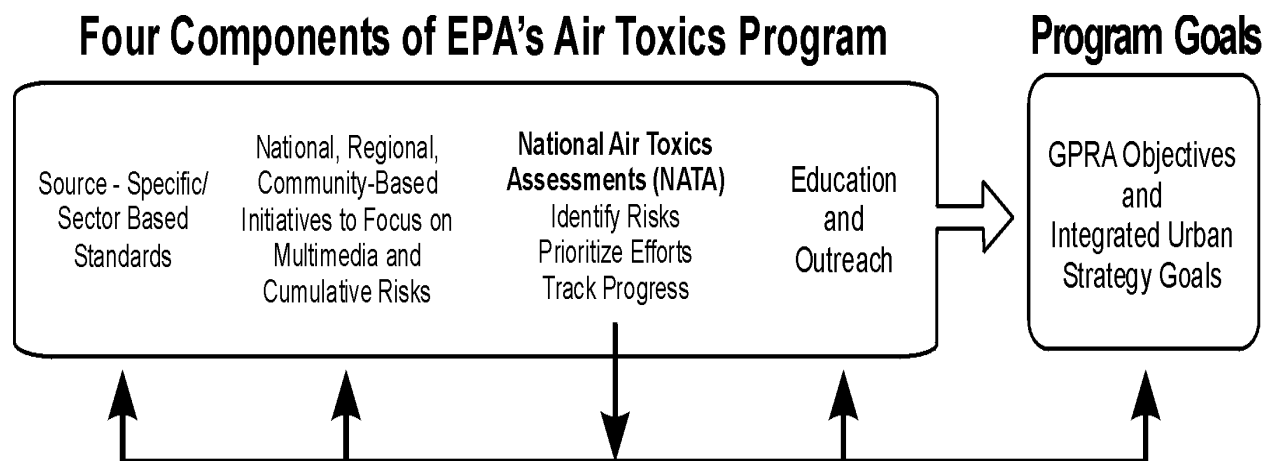 Four Components of EPA's Air Toxics Program
Program Goals
Source - Specific/
Sector Based
Standards
National, Regional,
Community-Based
Initiatives to Focus on
Multimedia and
Cumulative Risks
National Air Toxics
Assessments (NATA)
Identify Risks
Prioritize Efforts
Track Progress
Education
and
Outreach
GPRA Objectives
and
Integrated Urban
Strategy Goals